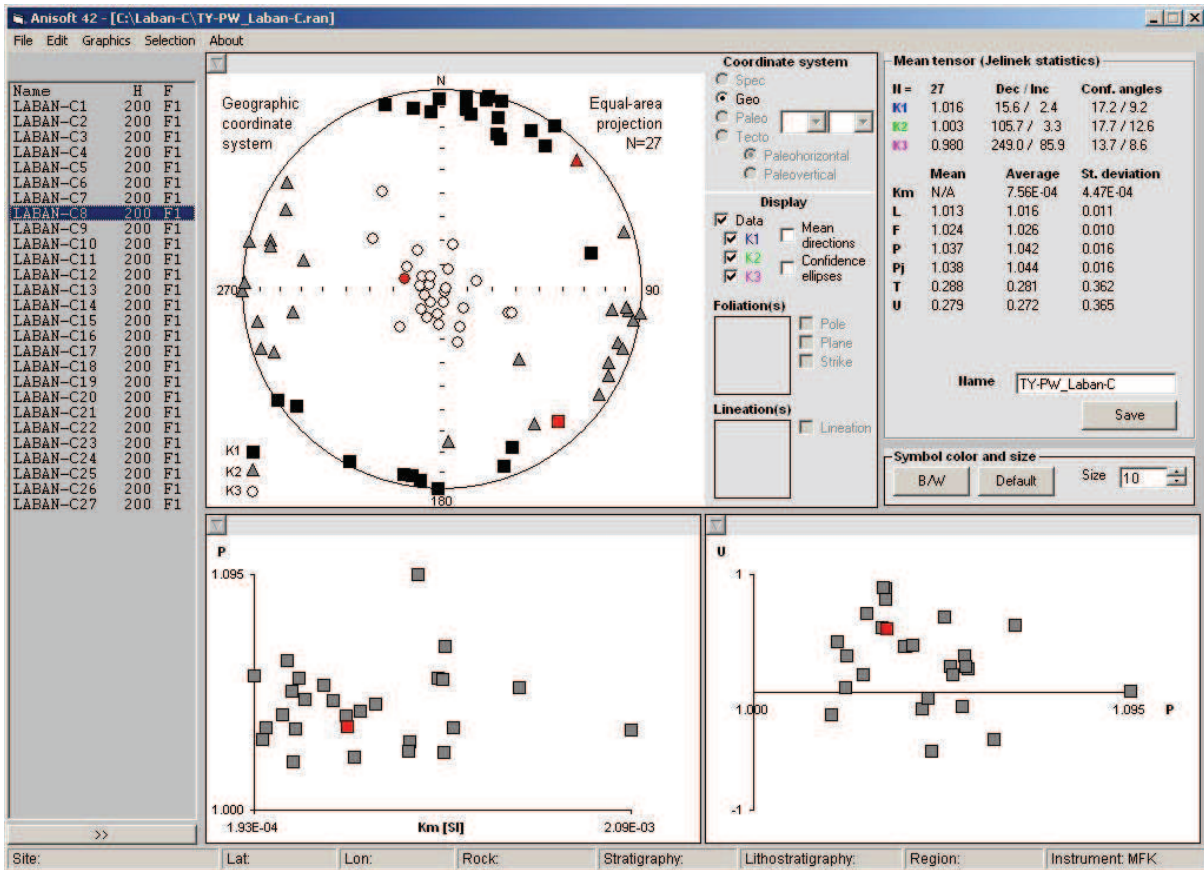 Anisoft 42 - [C:\Laban-C\TY-PW_Laban-C.ran]
File Edit Graphics Selection About
Name H F
LABAN-C1 200 F1
LABAN-C2 200 F1
LABAN-C3 200 F1
LABAN-C4 200 F1
LABAN-C5 200 F1
LABAN-C6 200 F1
LABAN-C7 200 F1
LABAN-C8 200 F1
LABAN-C9 200 F1
LABAN-C10 200 F1
LABAN-C11 200 F1
LABAN-C12 200 F1
LABAN-C13 200 F1
LABAN-C14 200 F1
LABAN-C15 200 F1
LABAN-C16 200 F1
LABAN-C17 200 F1
LABAN-C18 200 F1
LABAN-C19 200 F1
LABAN-C20 200 F1
LABAN-C21 200 F1
LABAN-C22 200 F1
LABAN-C23 200 F1
LABAN-C24 200 F1
LABAN-C25 200 F1
LABAN-C26 200 F1
LABAN-C27 200 F1
>>
Geographic
coordinate
system
N
Equal-area
projection
N=27
270
90
180
K1
K2
K3
Coordinate system
Spec
Geo
Paleo
Tecto
Paleohorizontal
Paleovertical
Display
Data
K1
K2
K3
Mean
directions
Confidence
ellipses
Foliation(s)
Pole
Plane
Strike
Lineation(s)
Lineation
Mean tensor (Jelinek statistics)
N = 27 Dec / Inc Conf. angles
K1 1.016 15.6 / 2.4 17.2 / 9.2
K2 1.003 105.7 / 3.3 17.7 / 12.6
K3 0.980 249.0 / 85.9 13.7 / 8.6
Mean Average St. deviation
Km N/A 7.56E-04 4.47E-04
L 1.013 1.016 0.011
F 1.024 1.026 0.010
P 1.037 1.042 0.016
Pj 1.038 1.044 0.016
T 0.288 0.281 0.362
U 0.279 0.272 0.365
Name TY-PW_Laban-C
Save
Symbol color and size
B/W Default Size 10
P
1.095
1.000
1.93E-04 Km [SI] 2.09E-03
U
1
1.000 1.095 P
-1
Site: Lat: Lon: Rock: Stratigraphy: Lithostratigraphy: Region: Instrument: MFK